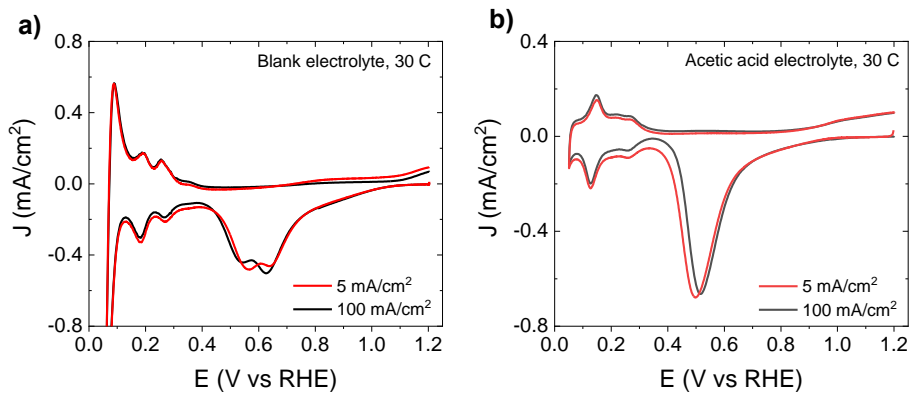 a)
Blank electrolyte, 30 C
0.8
0.4
0.0
-0.4
-0.8
J (mA/cm²)
5 mA/cm²
100 mA/cm²
0.0 0.2 0.4 0.6 0.8 1.0 1.2
E (V vs RHE)
b)
Acetic acid electrolyte, 30 C
0.4
0.0
-0.4
-0.8
J (mA/cm²)
5 mA/cm²
100 mA/cm²
0.0 0.2 0.4 0.6 0.8 1.0 1.2
E (V vs RHE)